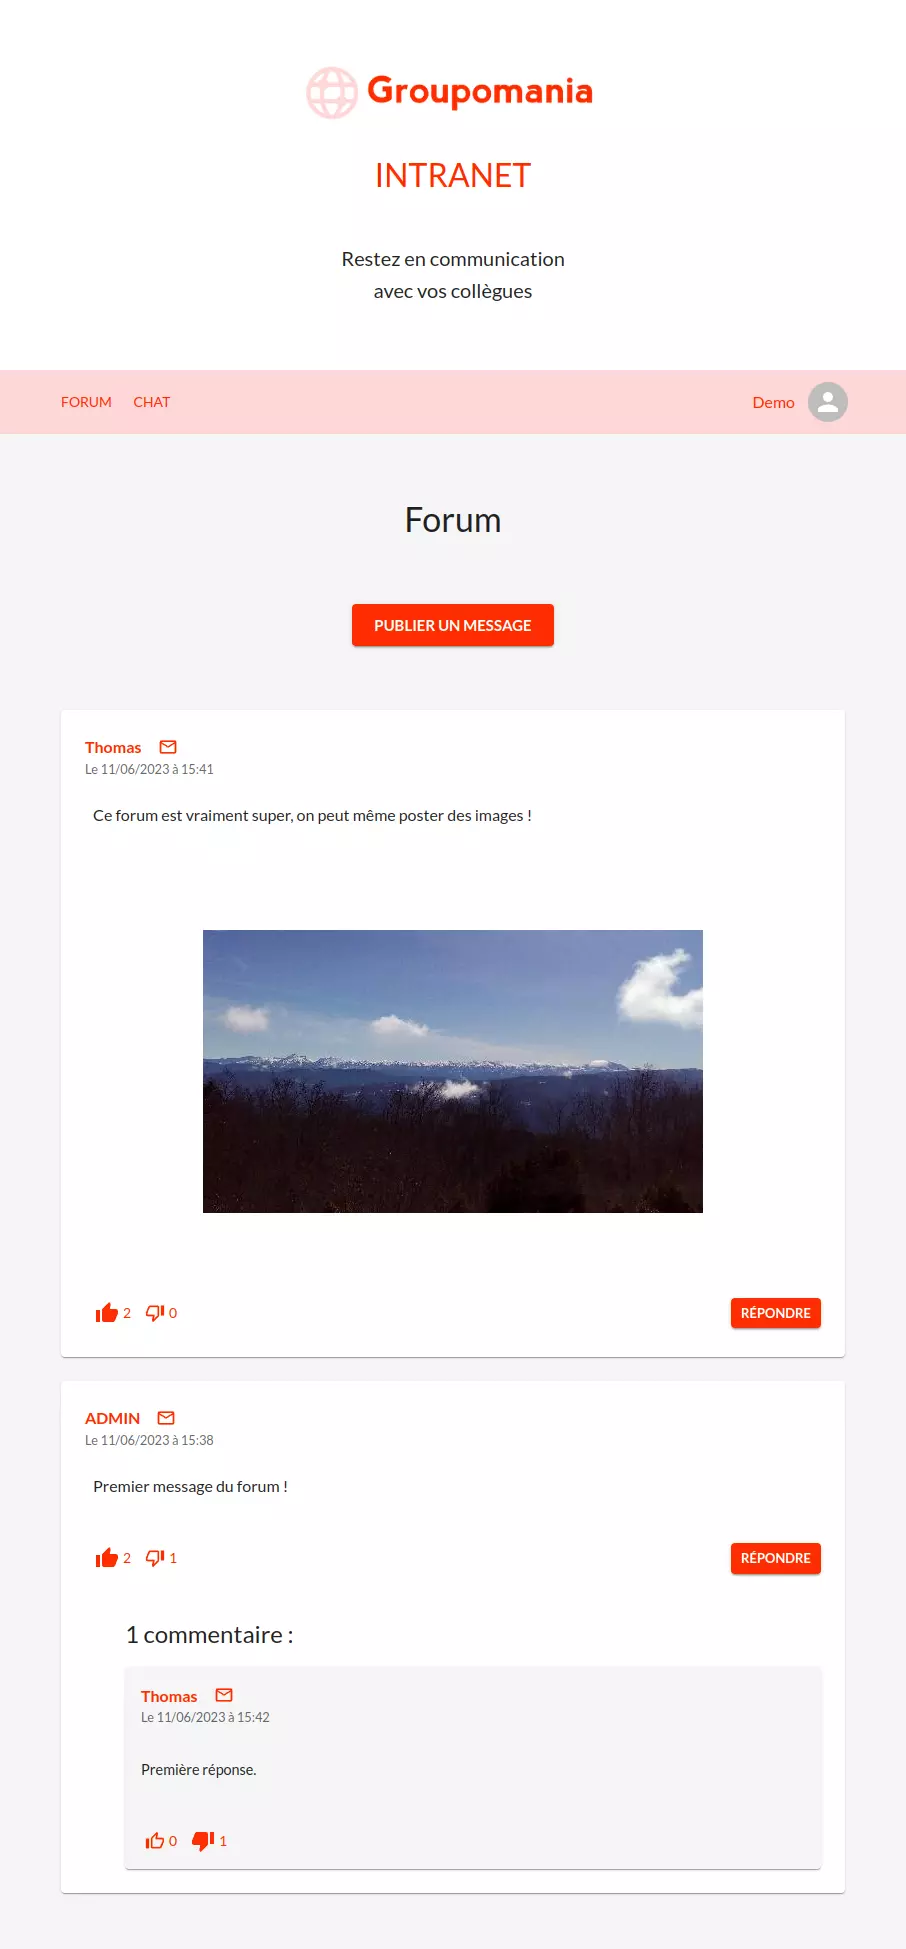 Groupomania
INTRANET
Restez en communication
avec vos collègues
FORUM CHAT Demo
Forum
PUBLIER UN MESSAGE
Thomas
Le 11/06/2023 à 15:41
Ce forum est vraiment super, on peut même poster des images !
2 0 RÉPONDRE
ADMIN
Le 11/06/2023 à 15:38
Premier message du forum !
2 1 RÉPONDRE
1 commentaire :
Thomas
Le 11/06/2023 à 15:42
Première réponse.
0 1